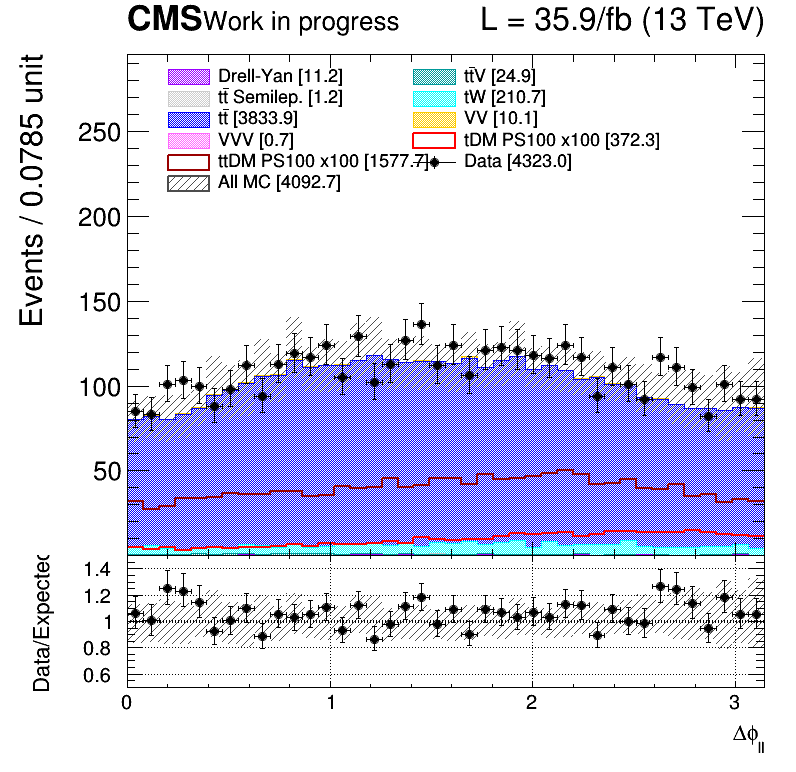 CMS Work in progress L = 35.9/fb (13 TeV)
Events / 0.0785 unit
Drell-Yan [11.2] tt̄V [24.9]
tt̄ Semilep. [1.2] tW [210.7]
tt̄ [3833.9] VV [10.1]
VVV [0.7] tDM PS100 x100 [372.3]
ttDM PS100 x100 [1577.7] Data [4323.0]
All MC [4092.7]
250
200
150
100
50
Data/Expected
1.4
1.2
1
0.8
0.6
0 1 2 3
Δϕ_ll